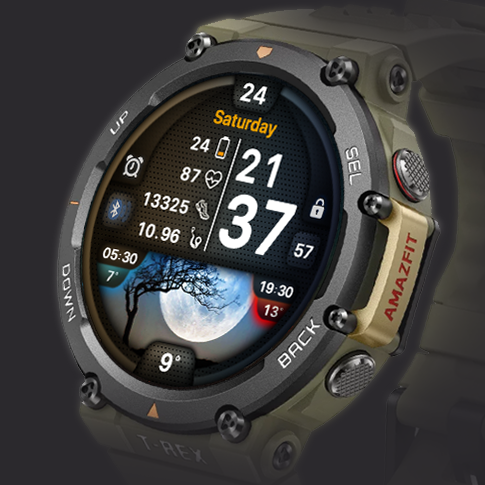 24
Saturday
24
87
13325
10.96
21
37
57
05:30
7°
19:30
13°
9°
UP
DOWN
SEL
BACK
AMAZFIT
T-REX